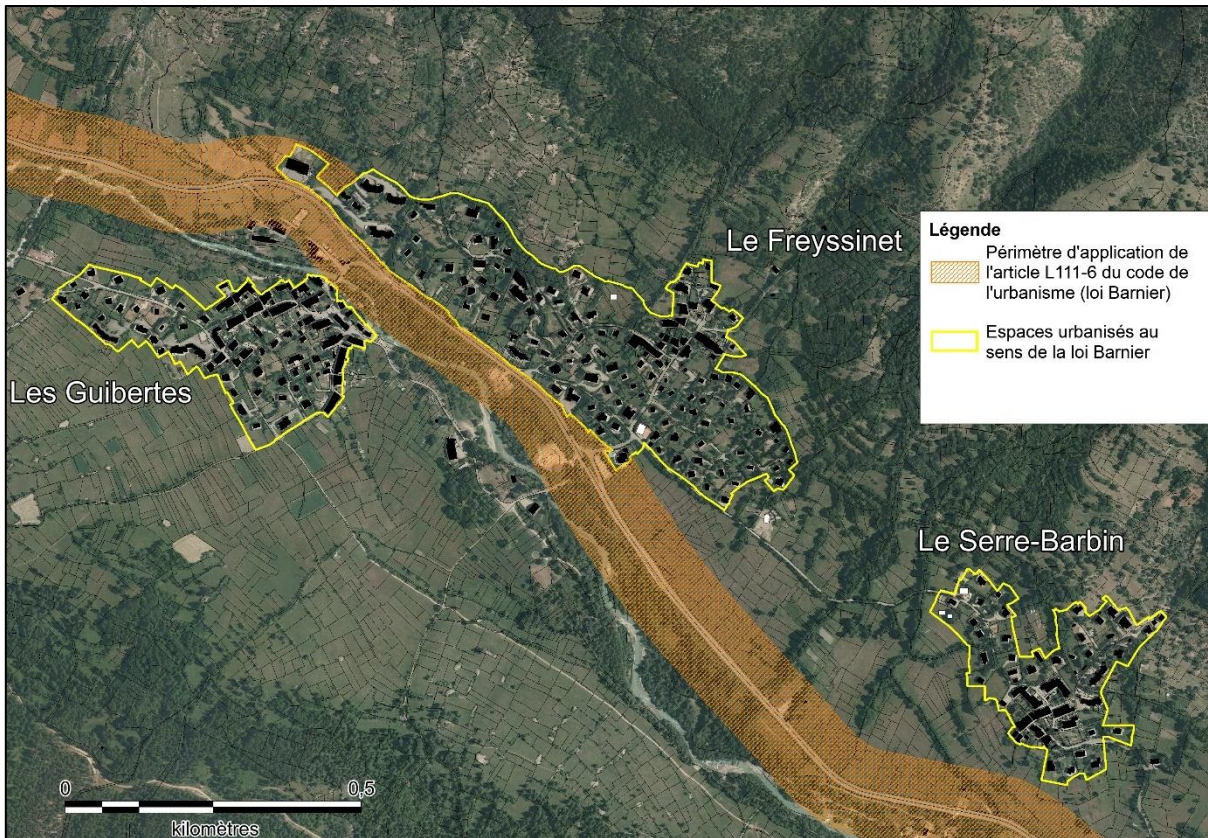 Le Freyssinet
Légende
Périmètre d'application de
l'article L111-6 du code de
l'urbanisme (loi Barnier)
Espaces urbanisés au
sens de la loi Barnier
Les Guibertes
Le Serre-Barbin
0
0,5
kilomètres